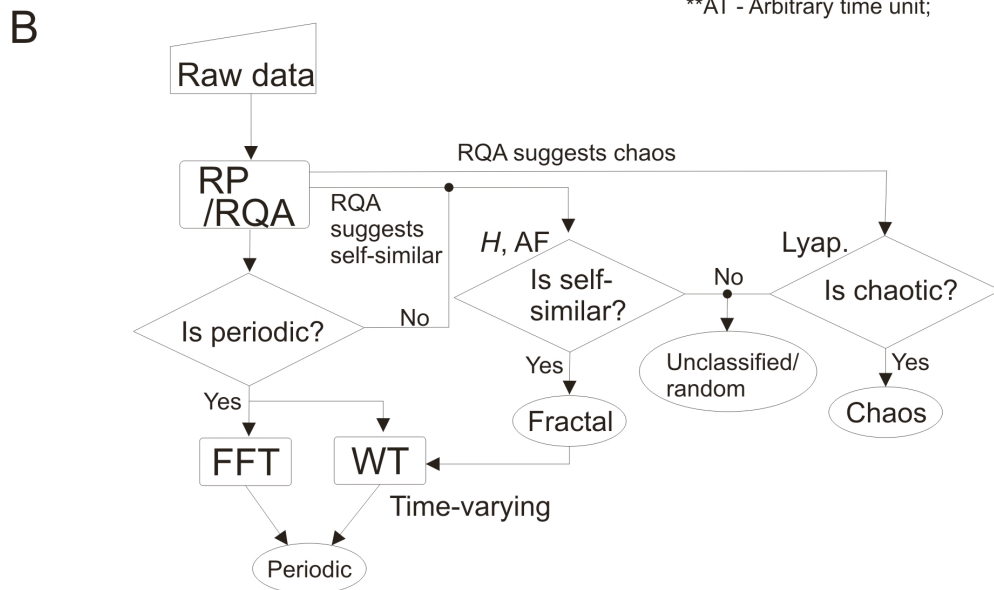 **AT - Arbitrary time unit;
B
Raw data
RQA suggests chaos
RP
/RQA
RQA
suggests
self-similar
H, AF
Lyap.
Is self-
similar?
No
Is chaotic?
Is periodic?
No
Yes
Unclassified/
random
Yes
Yes
Fractal
Chaos
FFT
WT
Time-varying
Periodic